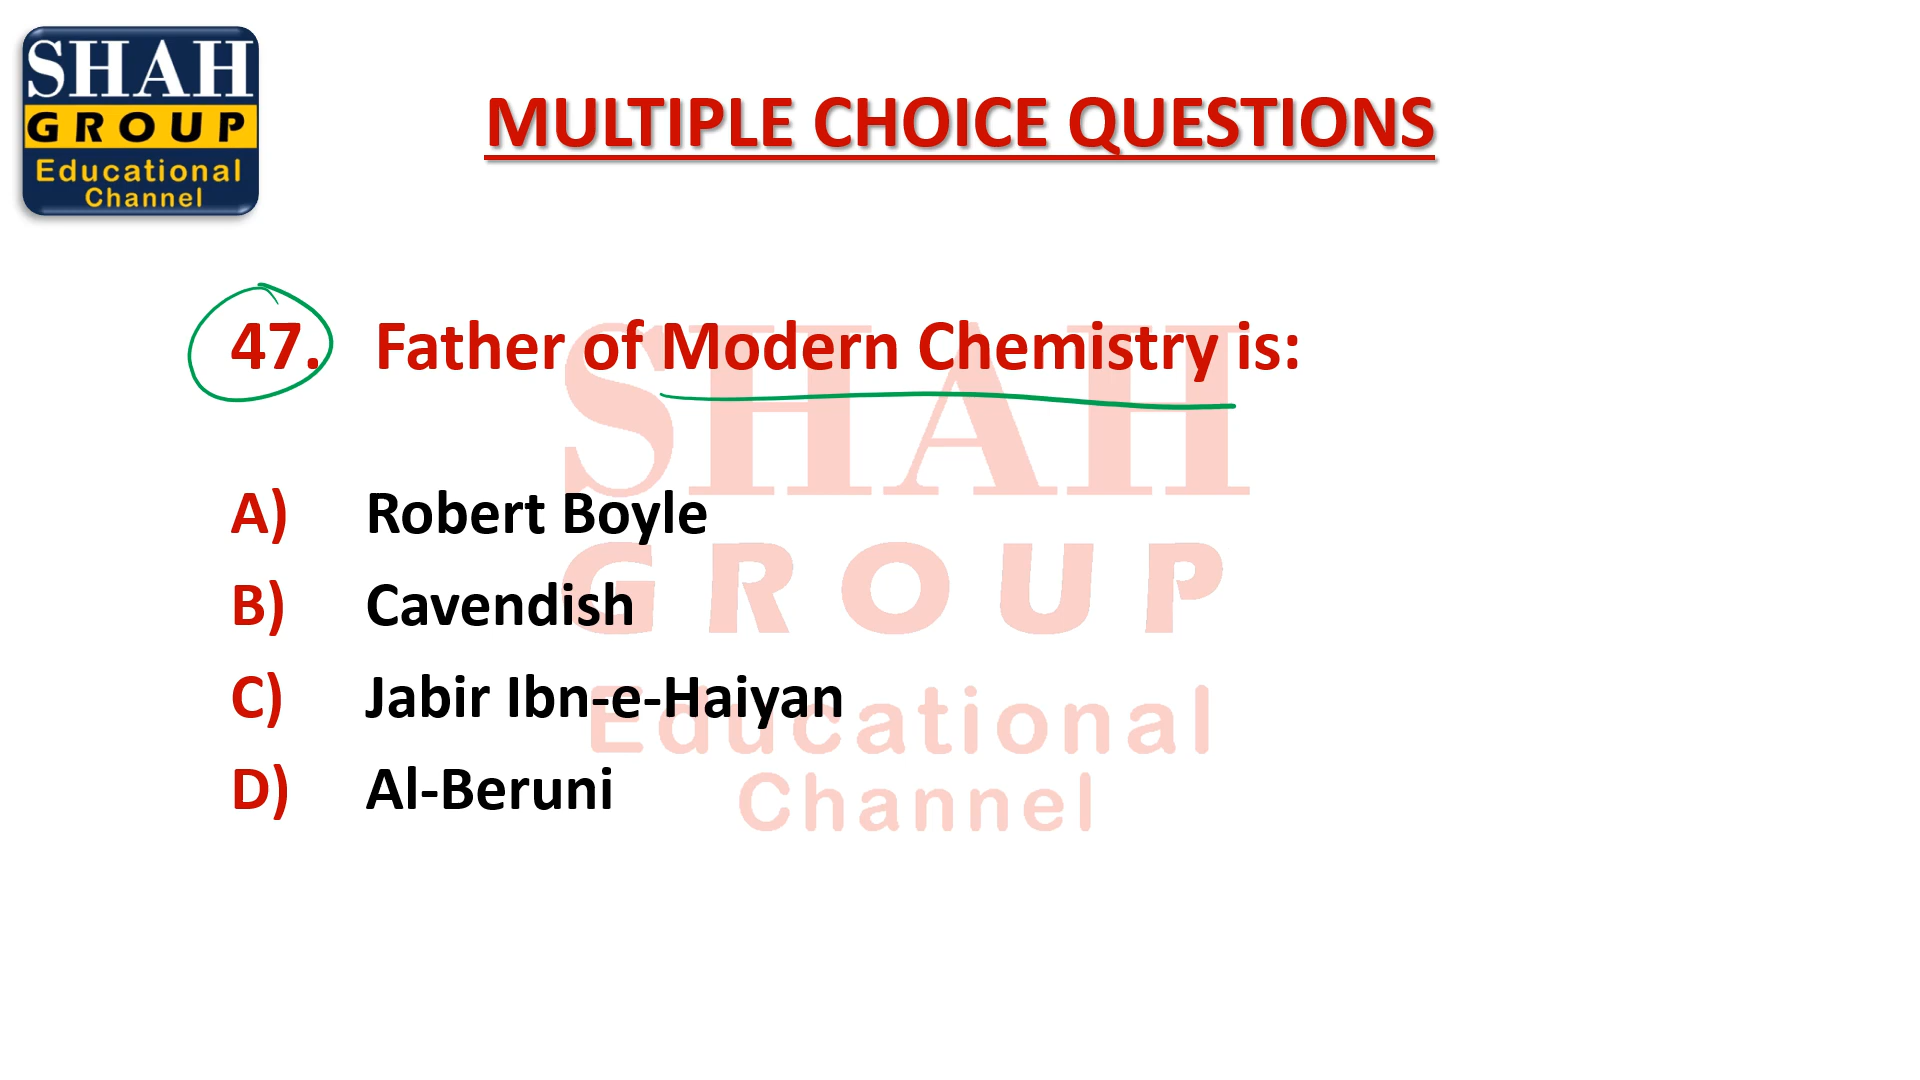 SHAH
GROUP
Educational
Channel
MULTIPLE CHOICE QUESTIONS
47. Father of Modern Chemistry is:
A) Robert Boyle
B) Cavendish
C) Jabir Ibn-e-Haiyan
D) Al-Beruni
SHAH
GROUP
Educational
Channel